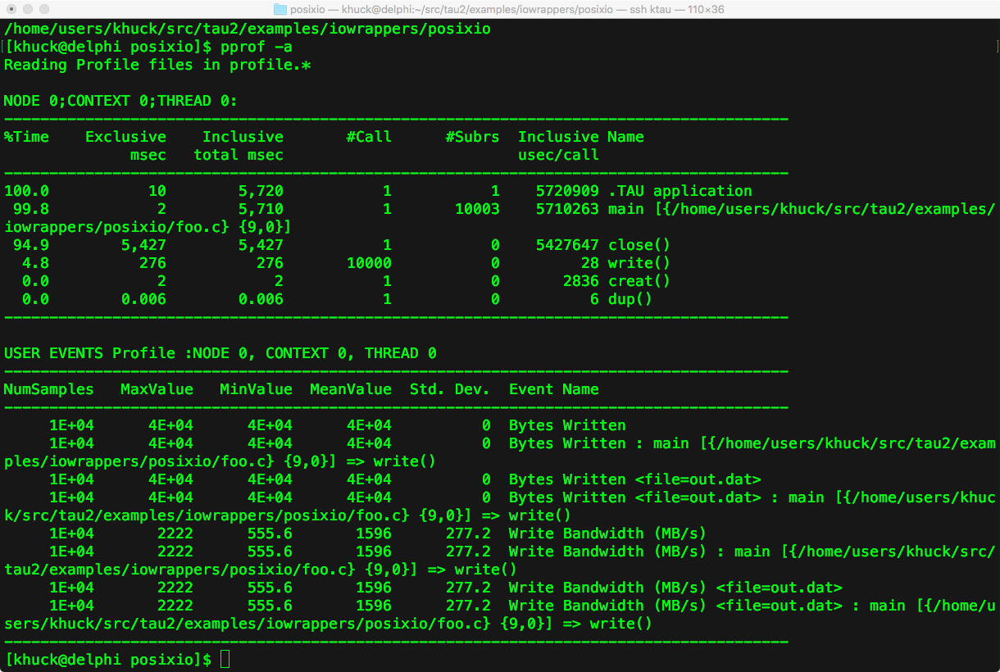 posixio — khuck@delphi:~/src/tau2/examples/iowrappers/posixio — ssh ktau — 110×36
/home/users/khuck/src/tau2/examples/iowrappers/posixio
[[khuck@delphi posixio]$ pprof -a ]
Reading Profile files in profile.*
NODE 0;CONTEXT 0;THREAD 0:
---------------------------------------------------------------------------------------
%Time Exclusive Inclusive #Call #Subrs Inclusive Name
msec total msec usec/call
---------------------------------------------------------------------------------------
100.0 10 5,720 1 1 5720909 .TAU application
99.8 2 5,710 1 10003 5710263 main [{/home/users/khuck/src/tau2/examples/
iowrappers/posixio/foo.c} {9,0}]
94.9 5,427 5,427 1 0 5427647 close()
4.8 276 276 10000 0 28 write()
0.0 2 2 1 0 2836 creat()
0.0 0.006 0.006 1 0 6 dup()
---------------------------------------------------------------------------------------
USER EVENTS Profile :NODE 0, CONTEXT 0, THREAD 0
---------------------------------------------------------------------------------------
NumSamples MaxValue MinValue MeanValue Std. Dev. Event Name
---------------------------------------------------------------------------------------
1E+04 4E+04 4E+04 4E+04 0 Bytes Written
1E+04 4E+04 4E+04 4E+04 0 Bytes Written : main [{/home/users/khuck/src/tau2/exam
ples/iowrappers/posixio/foo.c} {9,0}] => write()
1E+04 4E+04 4E+04 4E+04 0 Bytes Written <file=out.dat>
1E+04 4E+04 4E+04 4E+04 0 Bytes Written <file=out.dat> : main [{/home/users/khuc
k/src/tau2/examples/iowrappers/posixio/foo.c} {9,0}] => write()
1E+04 2222 555.6 1596 277.2 Write Bandwidth (MB/s)
1E+04 2222 555.6 1596 277.2 Write Bandwidth (MB/s) : main [{/home/users/khuck/src/
tau2/examples/iowrappers/posixio/foo.c} {9,0}] => write()
1E+04 2222 555.6 1596 277.2 Write Bandwidth (MB/s) <file=out.dat>
1E+04 2222 555.6 1596 277.2 Write Bandwidth (MB/s) <file=out.dat> : main [{/home/u
sers/khuck/src/tau2/examples/iowrappers/posixio/foo.c} {9,0}] => write()
---------------------------------------------------------------------------------------
[khuck@delphi posixio]$